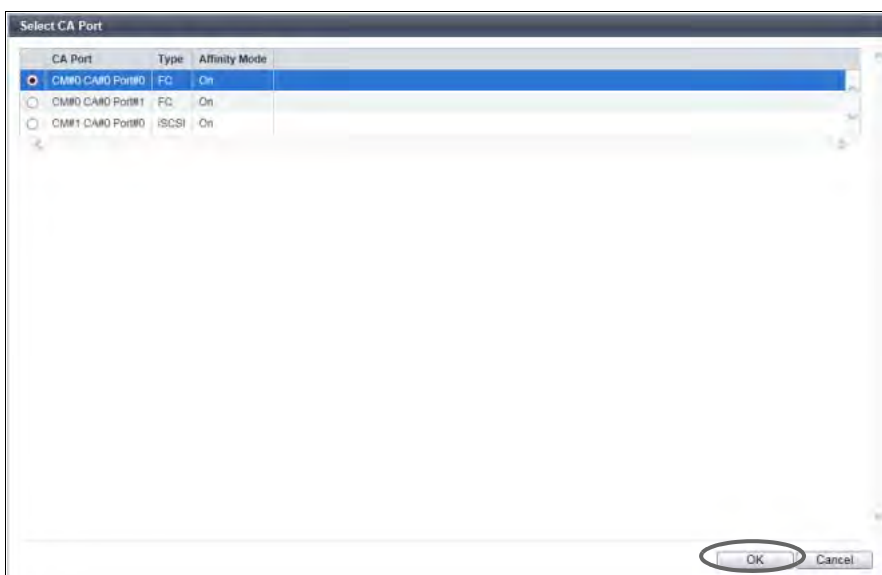 Select CA Port
CA Port Type Affinity Mode
CM#0 CA#0 Port#0 FC On
CM#0 CA#0 Port#1 FC On
CM#1 CA#0 Port#0 iSCSI On
OK Cancel